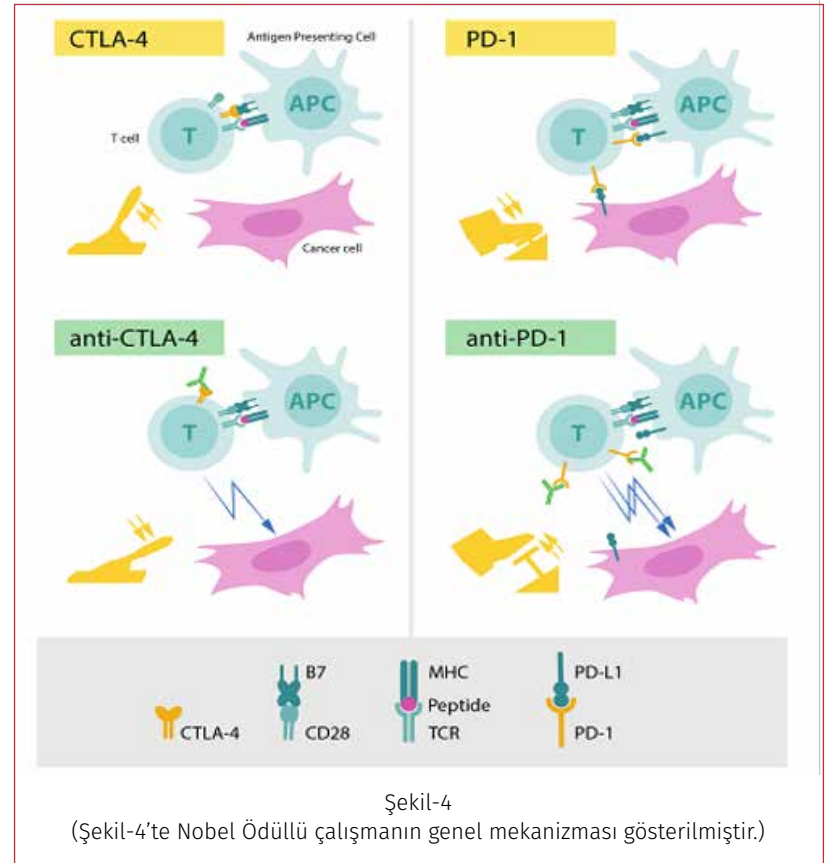 CTLA-4
Antigen Presenting Cell
APC
T
T cell
Cancer cell
PD-1
APC
T
anti-CTLA-4
APC
T
anti-PD-1
APC
T
B7
MHC
PD-L1
Peptide
CTLA-4
CD28
TCR
PD-1
Şekil-4
(Şekil-4’te Nobel Ödüllü çalışmanın genel mekanizması gösterilmiştir.)